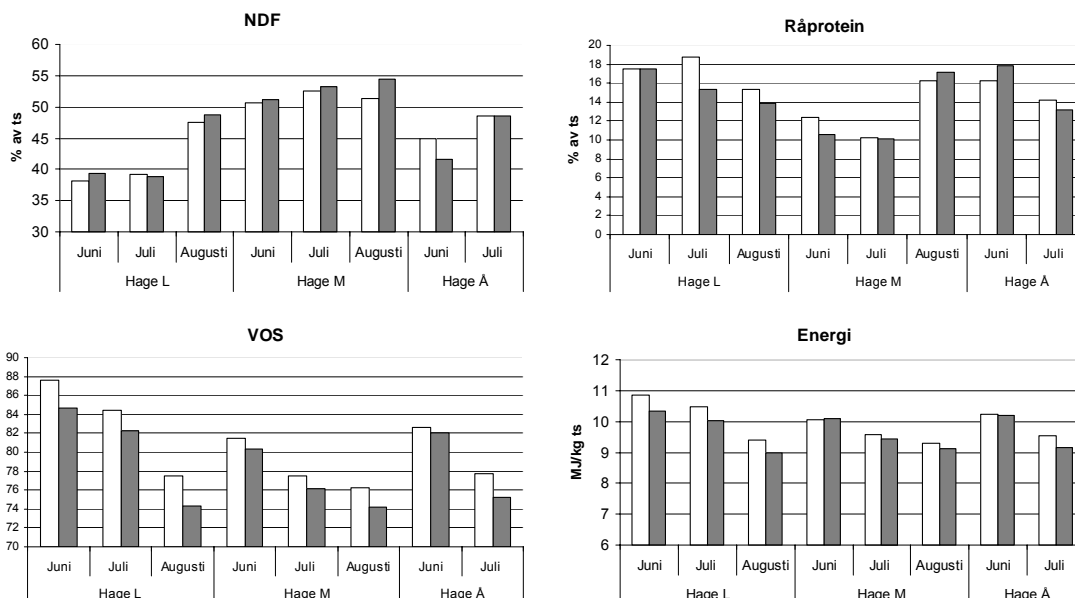 NDF
60
55
50
45
40
35
30
% av ts
Juni Juli Augusti Juni Juli Augusti Juni Juli
Hage L Hage M Hage Å
Råprotein
20
18
16
14
12
10
8
6
4
2
0
% av ts
Juni Juli Augusti Juni Juli Augusti Juni Juli
Hage L Hage M Hage Å
VOS
90
88
86
84
82
80
78
76
74
72
70
Juni Juli Augusti Juni Juli Augusti Juni Juli
Hage L Hage M Hage Å
Energi
12
11
10
9
8
7
6
MJ/kg ts
Juni Juli Augusti Juni Juli Augusti Juni Juli
Hage L Hage M Hage Å